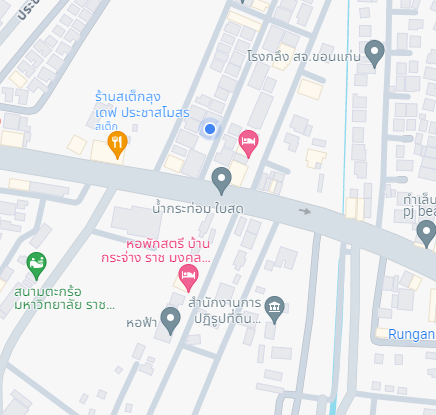 ประช
โรงกลึง สจ.ขอนแก่น
ร้านสเต็กลุง
เดฟ ประชาสโมสร
สเต็ก
น้ำกระท่อม ใบสด
ทำเล็บ
pj bea
หอพักสตรี บ้าน
กระจ่าง ราช มงคล...
สนามตะกร้อ
มหาวิทยาลัย ราช...
สำนักงานการ
ปฏิรูปที่ดิน...
หอฟ้า
Rungan